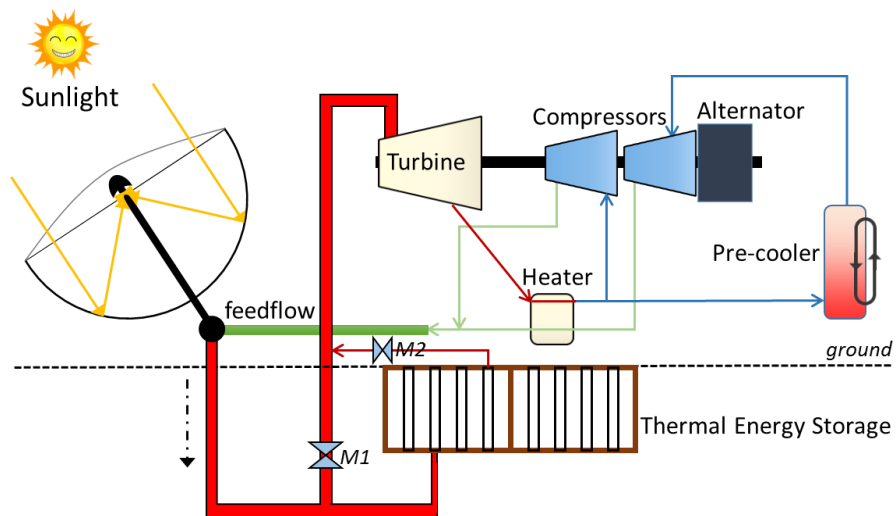 Sunlight
Compressors
Alternator
Turbine
Pre-cooler
Heater
feedflow
M2
ground
Thermal Energy Storage
M1